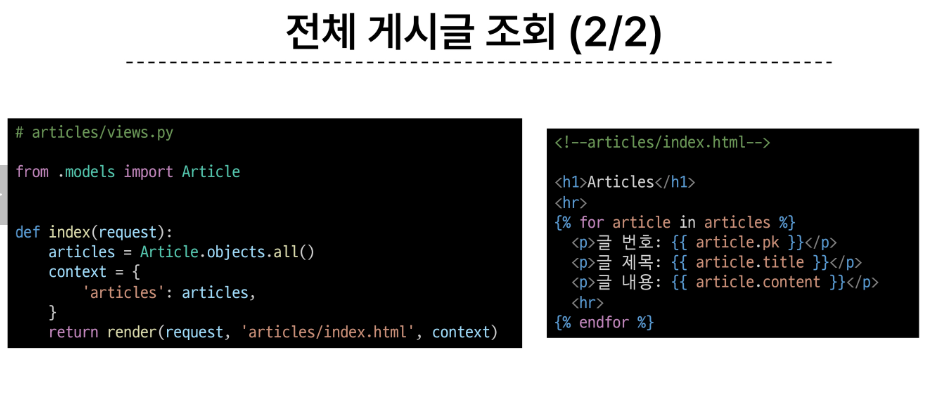 전체 게시글 조회 (2/2)
# articles/views.py
from .models import Article
def index(request):
    articles = Article.objects.all()
    context = {
        'articles': articles,
    }
    return render(request, 'articles/index.html', context)
<!--articles/index.html-->
<h1>Articles</h1>
<hr>
{% for article in articles %}
  <p>글 번호: {{ article.pk }}</p>
  <p>글 제목: {{ article.title }}</p>
  <p>글 내용: {{ article.content }}</p>
  <hr>
{% endfor %}